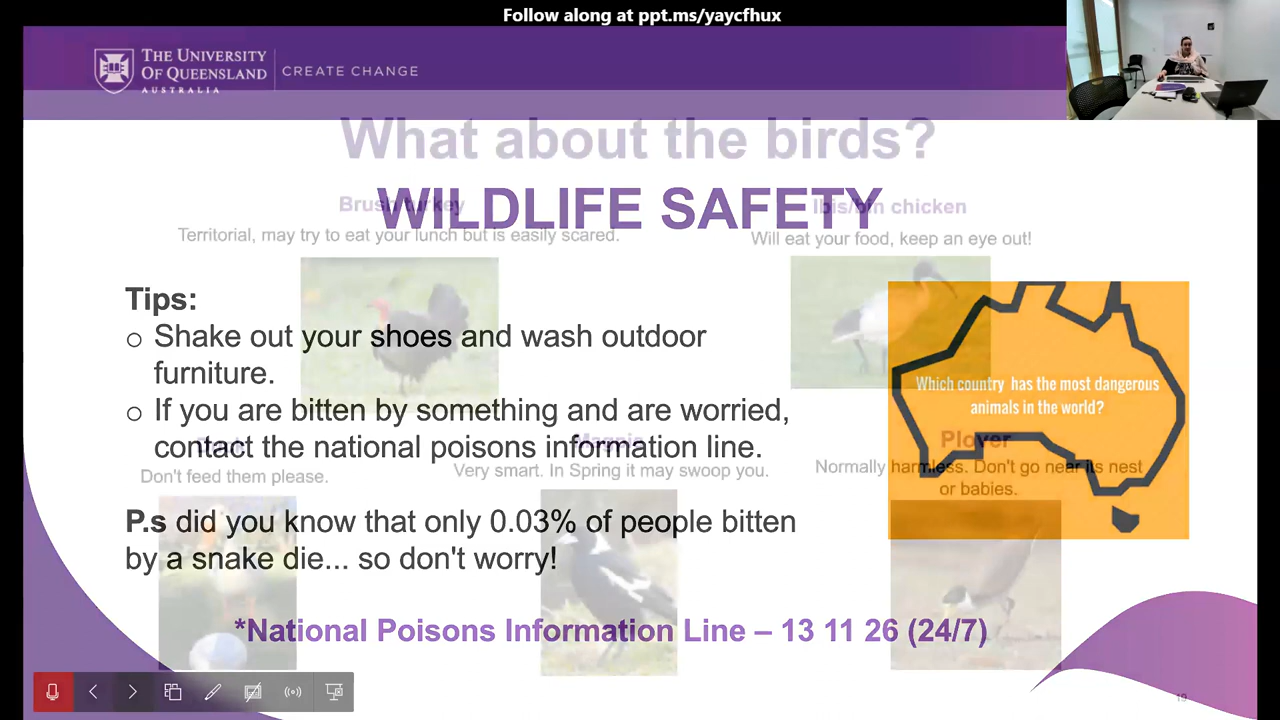 Follow along at ppt.ms/yaycfhux
THE UNIVERSITY
OF QUEENSLAND
AUSTRALIA
CREATE CHANGE
What about the birds?
WILDLIFE SAFETY
Brush turkey
Territorial, may try to eat your lunch but is easily scared.
Ibis/bin chicken
Will eat your food, keep an eye out!
Tips:
o Shake out your shoes and wash outdoor
furniture.
o If you are bitten by something and are worried,
contact the national poisons information line.
Which country has the most dangerous
animals in the world?
Don't feed them please.
Magpie
Very smart. In Spring it may swoop you.
Plover
Normally harmless. Don't go near its nest
or babies.
P.s did you know that only 0.03% of people bitten
by a snake die... so don't worry!
*National Poisons Information Line – 13 11 26 (24/7)
19